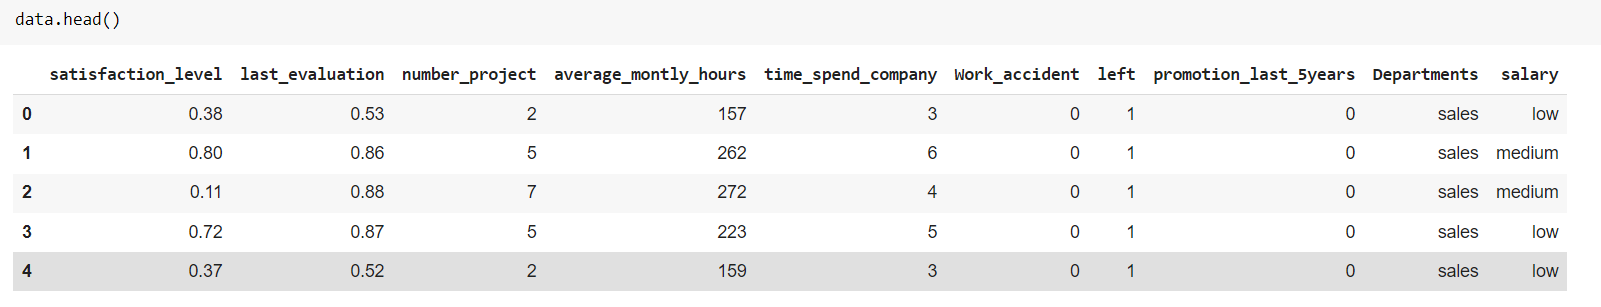 data.head()
satisfaction_level last_evaluation number_project average_montly_hours time_spend_company Work_accident left promotion_last_5years Departments salary
0 0.38 0.53 2 157 3 0 1 0 sales low
1 0.80 0.86 5 262 6 0 1 0 sales medium
2 0.11 0.88 7 272 4 0 1 0 sales medium
3 0.72 0.87 5 223 5 0 1 0 sales low
4 0.37 0.52 2 159 3 0 1 0 sales low